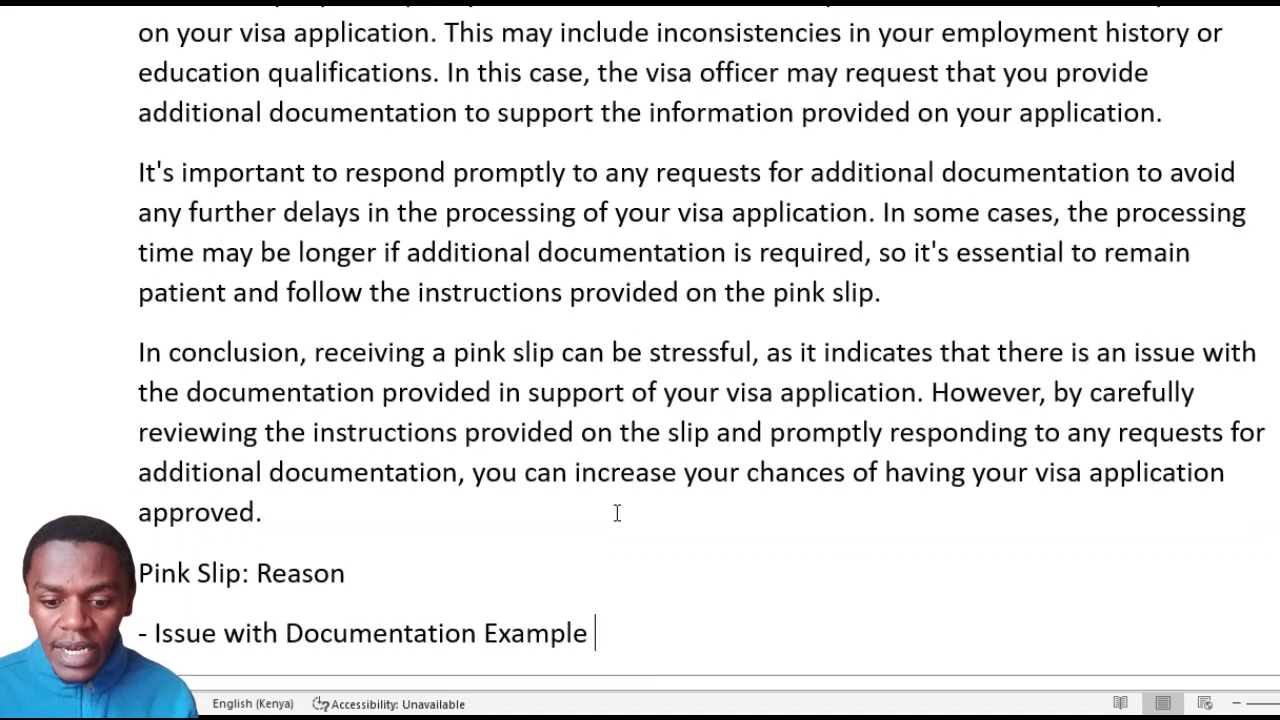 on your visa application. This may include inconsistencies in your employment history or
education qualifications. In this case, the visa officer may request that you provide
additional documentation to support the information provided on your application.
It's important to respond promptly to any requests for additional documentation to avoid
any further delays in the processing of your visa application. In some cases, the processing
time may be longer if additional documentation is required, so it's essential to remain
patient and follow the instructions provided on the pink slip.
In conclusion, receiving a pink slip can be stressful, as it indicates that there is an issue with
the documentation provided in support of your visa application. However, by carefully
reviewing the instructions provided on the slip and promptly responding to any requests for
additional documentation, you can increase your chances of having your visa application
approved.
Pink Slip: Reason
- Issue with Documentation Example
English (Kenya) Accessibility: Unavailable